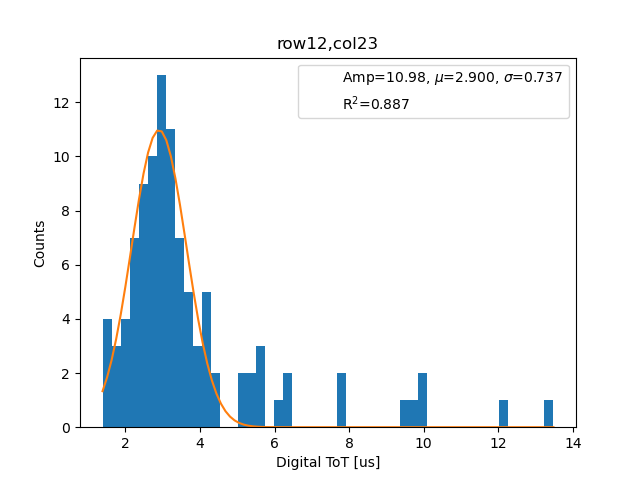 row12,col23
Amp=10.98, μ=2.900, σ=0.737
R²=0.887
Counts
12
10
8
6
4
2
0
2 4 6 8 10 12 14
Digital ToT [us]